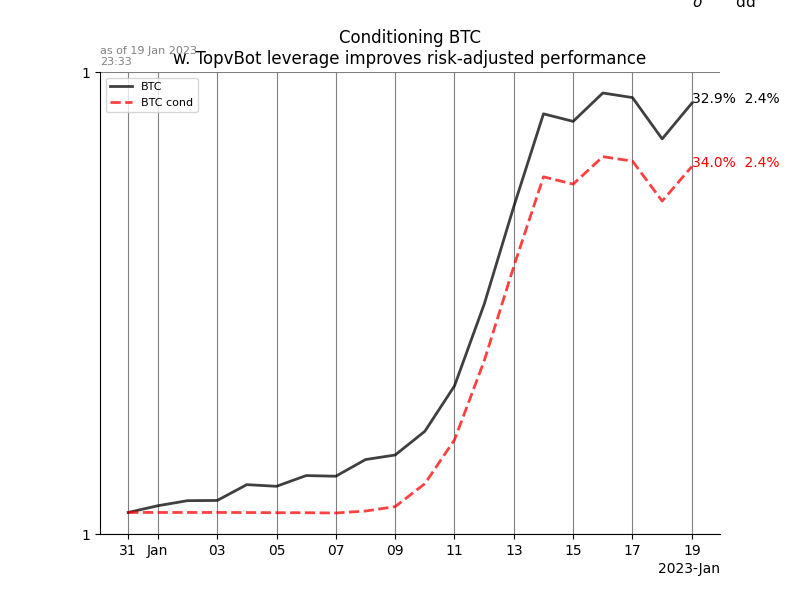 σ dd
Conditioning BTC
as of 19 Jan 2023
23:33
w. TopvBot leverage improves risk-adjusted performance
1
BTC
BTC cond
32.9% 2.4%
34.0% 2.4%
1
31 Jan 03 05 07 09 11 13 15 17 19
2023-Jan